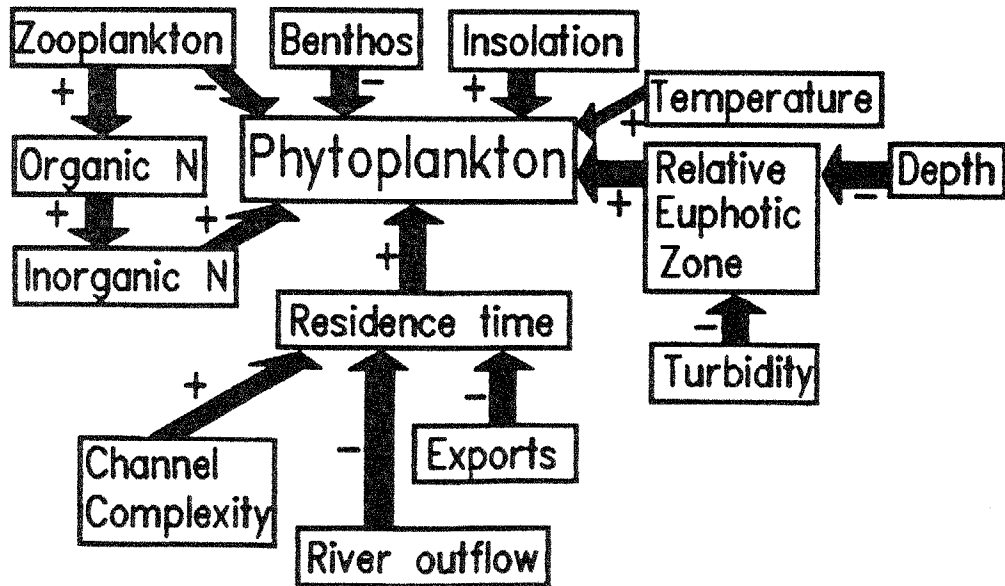 Zooplankton
Benthos
Insolation
+
-
-
+
Temperature
+
Organic N
Phytoplankton
Relative
Euphotic
Zone
Depth
+
-
+
+
Inorganic N
+
Residence time
-
Turbidity
+
-
-
Channel
Complexity
Exports
River outflow